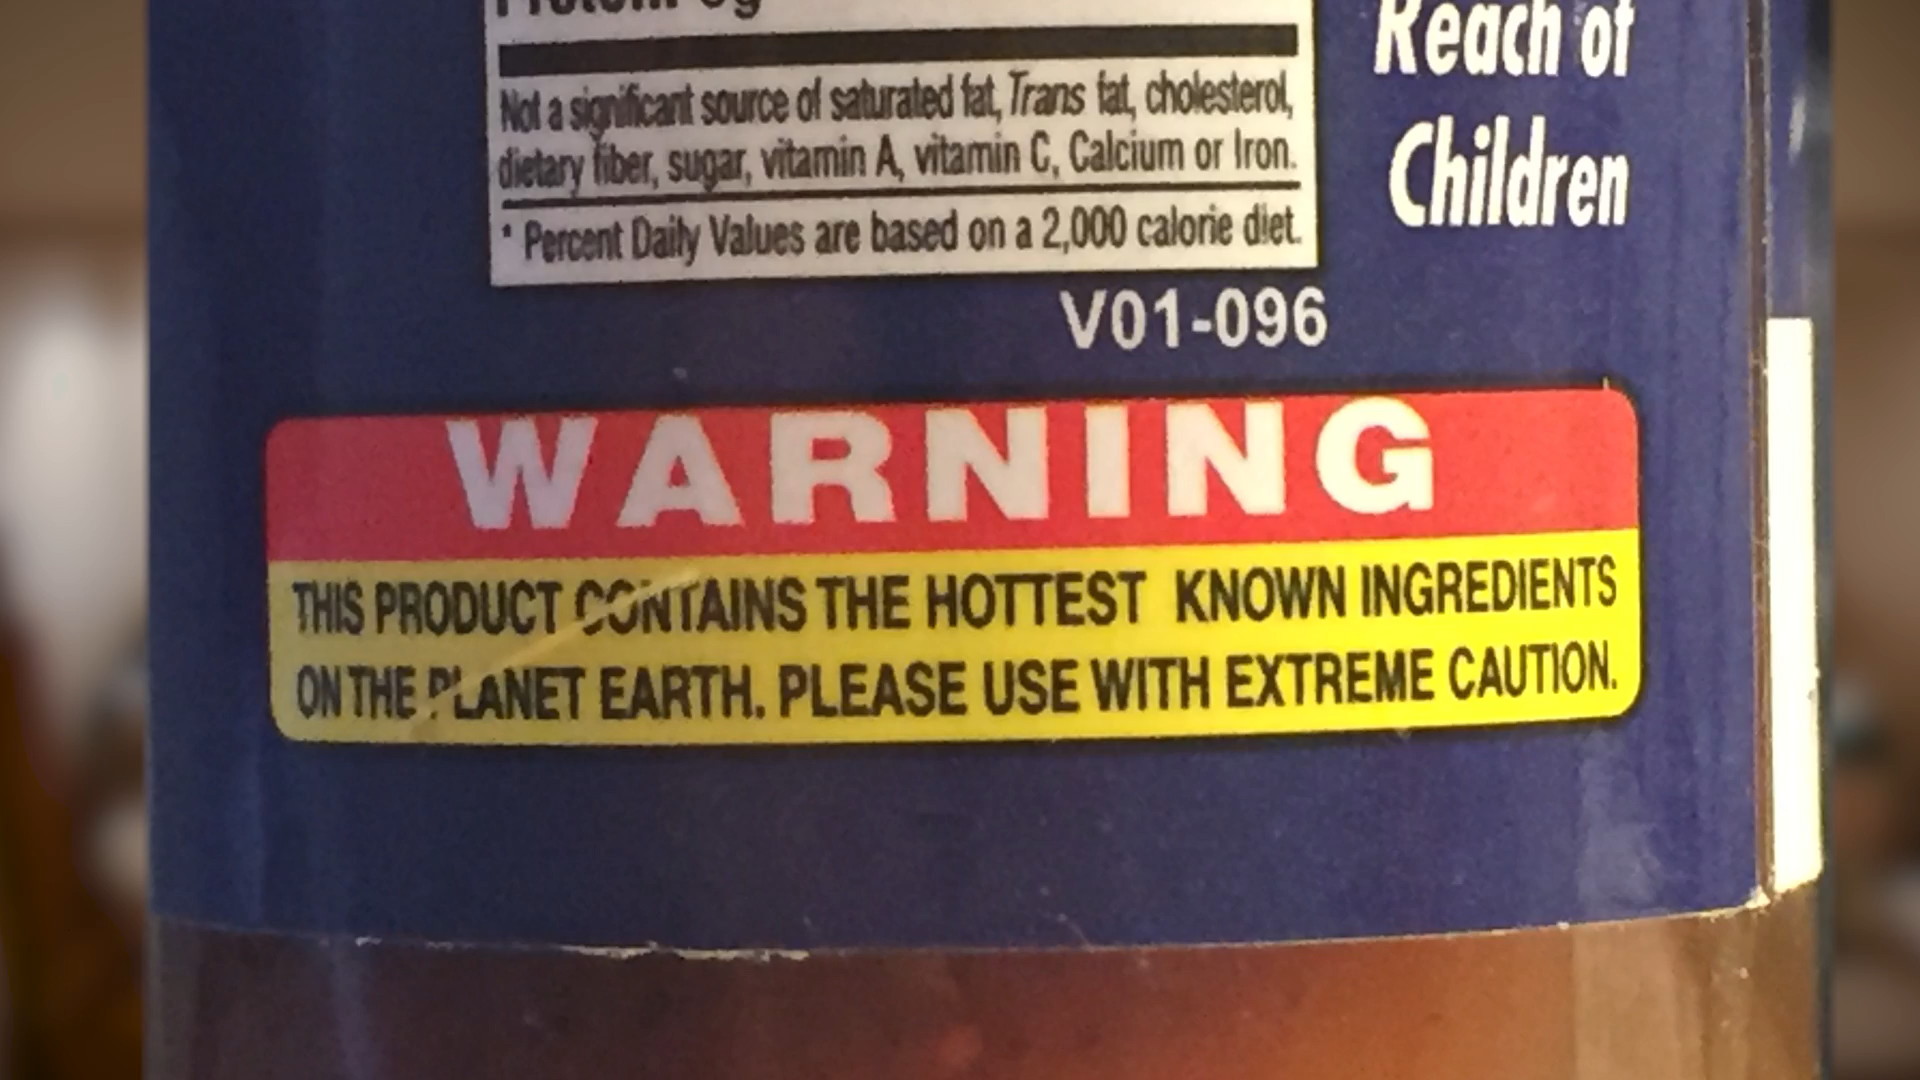 Protein 0g
Not a significant source of saturated fat, Trans fat, cholesterol,
dietary fiber, sugar, vitamin A, vitamin C, Calcium or Iron.
* Percent Daily Values are based on a 2,000 calorie diet.
Reach of
Children
V01-096
WARNING
THIS PRODUCT CONTAINS THE HOTTEST KNOWN INGREDIENTS
ON THE PLANET EARTH. PLEASE USE WITH EXTREME CAUTION.